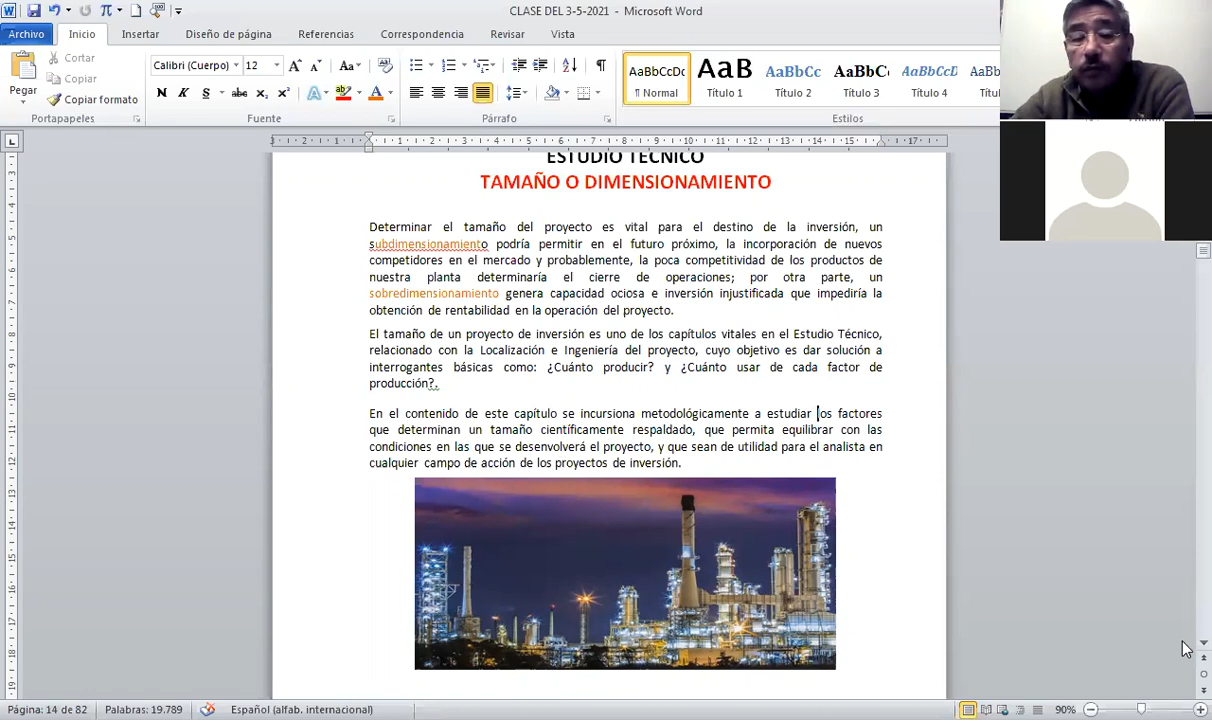 CLASE DEL 3-5-2021 - Microsoft Word
Archivo Inicio Insertar Diseño de página Referencias Correspondencia Revisar Vista
Pegar
Cortar
Copiar
Copiar formato
Portapapeles
Calibri (Cuerpo) 12
Fuente
Párrafo
AaBbCcDc
¶ Normal
AaB
Título 1
AaBbCc
Título 2
AaBbCc
Título 3
AaBbCcD
Título 4
AaB
Estilos
ESTUDIO TECNICO
TAMAÑO O DIMENSIONAMIENTO
Determinar el tamaño del proyecto es vital para el destino de la inversión, un
subdimensionamiento podría permitir en el futuro próximo, la incorporación de nuevos
competidores en el mercado y probablemente, la poca competitividad de los productos de
nuestra planta determinaría el cierre de operaciones; por otra parte, un
sobredimensionamiento genera capacidad ociosa e inversión injustificada que impediría la
obtención de rentabilidad en la operación del proyecto.
El tamaño de un proyecto de inversión es uno de los capítulos vitales en el Estudio Técnico,
relacionado con la Localización e Ingeniería del proyecto, cuyo objetivo es dar solución a
interrogantes básicas como: ¿Cuánto producir? y ¿Cuánto usar de cada factor de
producción?.
En el contenido de este capítulo se incursiona metodológicamente a estudiar los factores
que determinan un tamaño científicamente respaldado, que permita equilibrar con las
condiciones en las que se desenvolverá el proyecto, y que sean de utilidad para el analista en
cualquier campo de acción de los proyectos de inversión.
Página: 14 de 82 Palabras: 19.789 Español (alfab. internacional) 90%